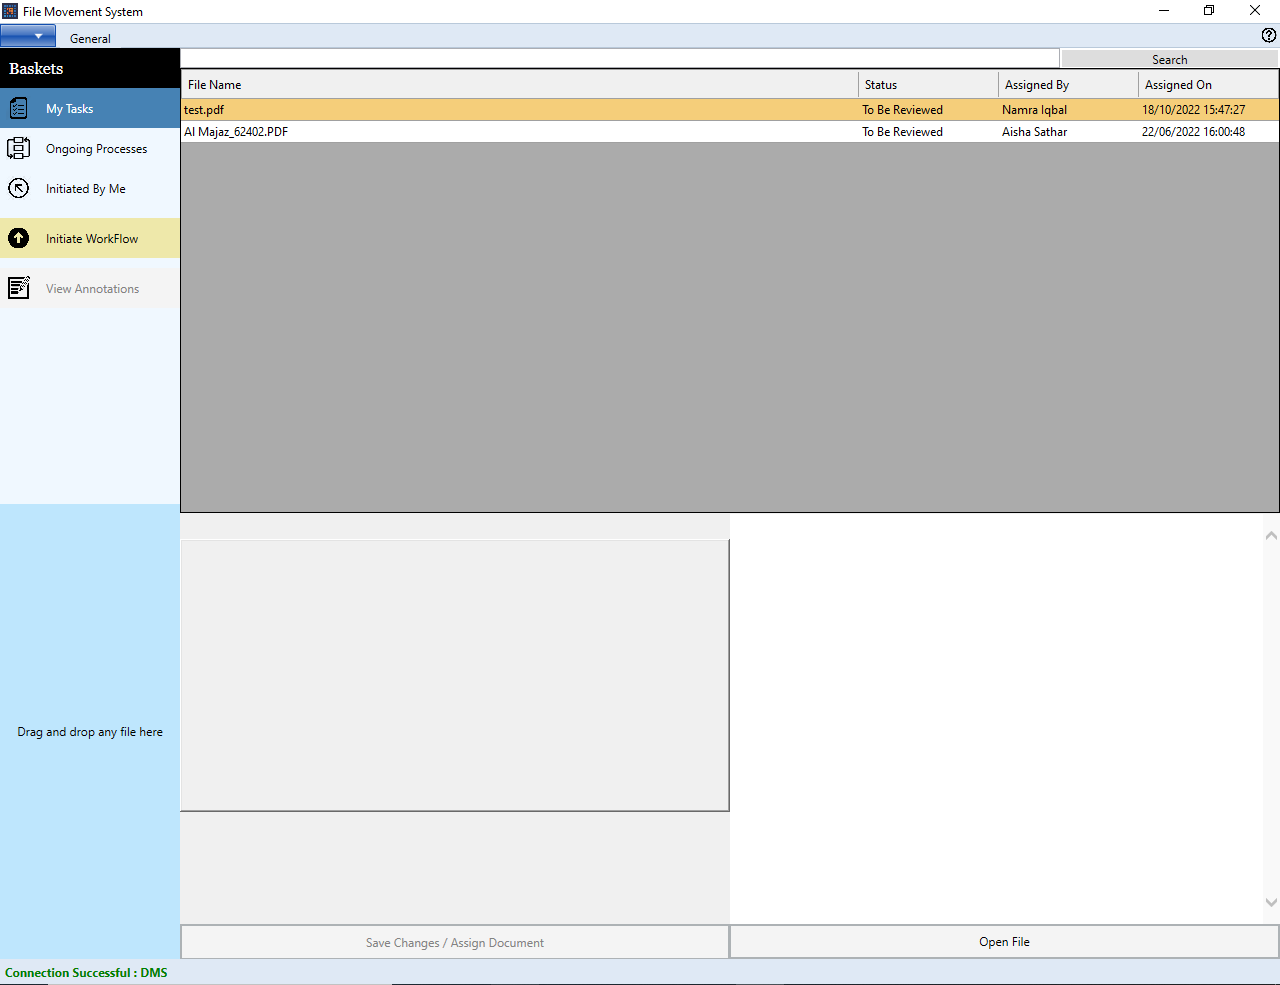 File Movement System
General
Baskets
Search
My Tasks
Ongoing Processes
Initiated By Me
Initiate WorkFlow
View Annotations
File Name Status Assigned By Assigned On
test.pdf To Be Reviewed Namra Iqbal 18/10/2022 15:47:27
Al Majaz_62402.PDF To Be Reviewed Aisha Sathar 22/06/2022 16:00:48
Drag and drop any file here
Save Changes / Assign Document
Open File
Connection Successful : DMS